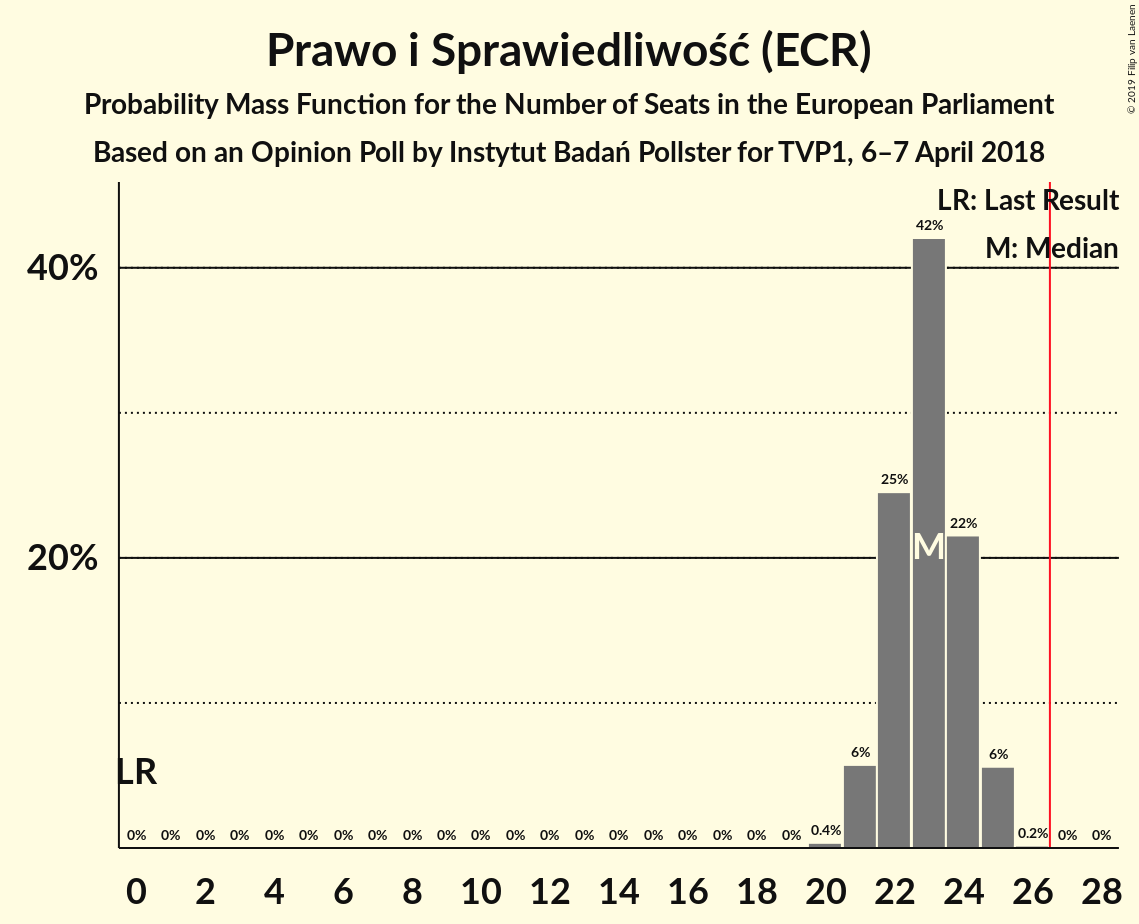 Prawo i Sprawiedliwość (ECR)
Probability Mass Function for the Number of Seats in the European Parliament
Based on an Opinion Poll by Instytut Badań Pollster for TVP1, 6–7 April 2018
© 2019 Filip van Laenen
LR: Last Result
M: Median
40%
20%
42%
25%
22%
M
6%
6%
LR
0% 0% 0% 0% 0% 0% 0% 0% 0% 0% 0% 0% 0% 0% 0% 0% 0% 0% 0% 0% 0.4% 0.2% 0% 0%
0 2 4 6 8 10 12 14 16 18 20 22 24 26 28